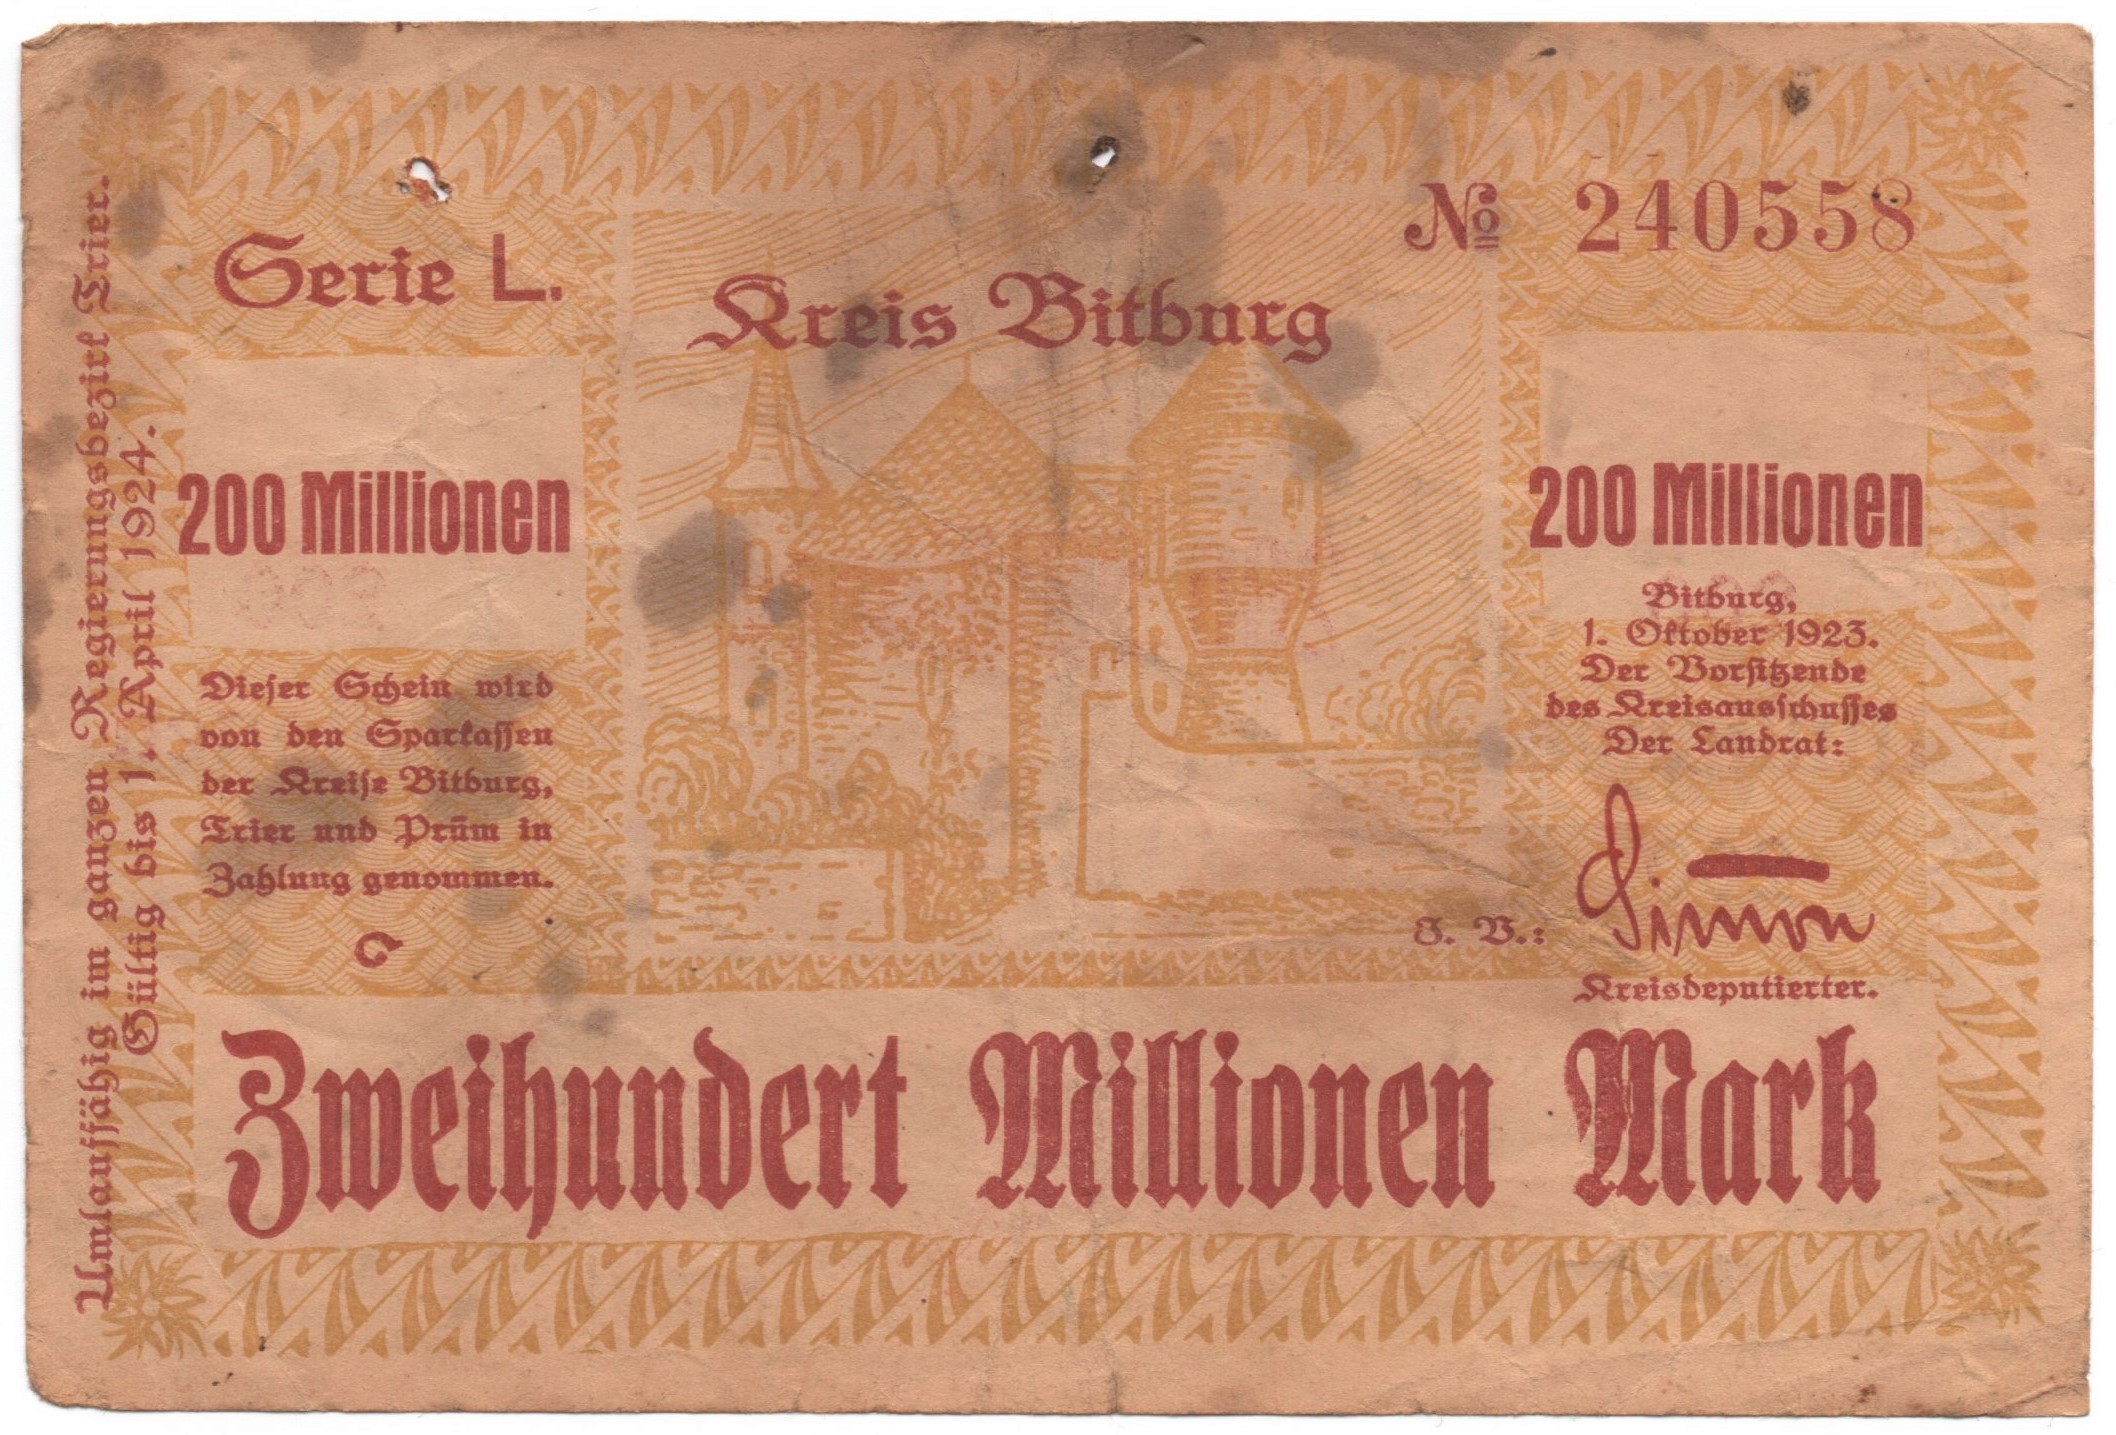 Umlauffähig im ganzen Regierungsbezirk Trier.
Gültig bis 1. April 1924.
Serie L.
Kreis Bitburg
№ 240558
200 Millionen
200 Millionen
Dieser Schein wird
von den Sparkassen
der Kreise Bitburg,
Trier und Prüm in
Zahlung genommen.
Bitburg,
1. Oktober 1923.
Der Vorsitzende
des Kreisausschusses
Der Landrat:
J. V.: Simon
Kreisdeputierter.
Zweihundert Millionen Mark